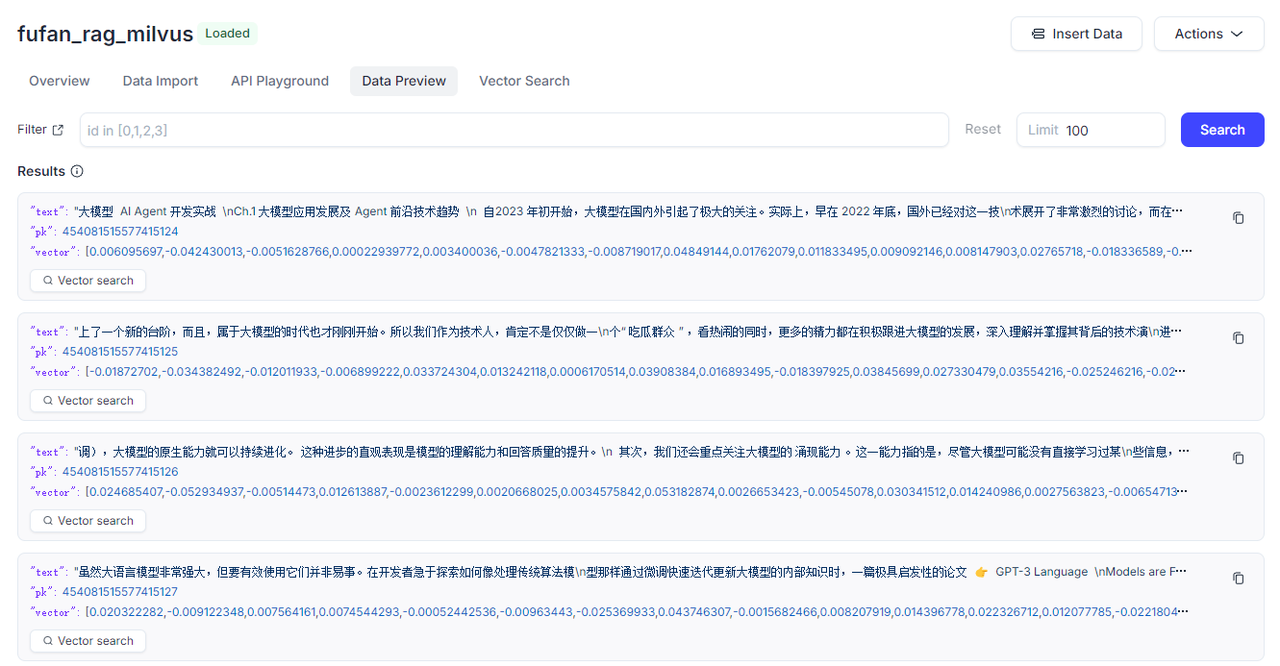 fufan_rag_milvus Loaded Insert Data Actions
Overview Data Import API Playground Data Preview Vector Search
Filter id in [0,1,2,3] Reset Limit 100 Search
Results
"text": "大模型 AI Agent 开发实战 \nCh.1 大模型应用发展及 Agent 前沿技术趋势 \n 自2023 年初开始，大模型在国内外引起了极大的关注。实际上，早在 2022 年底，国外已经对这一技\n术展开了非常激烈的讨论，而在···
"pk": 454081515577415124
"vector": [0.006095697,-0.042430013,-0.0051628766,0.00022939772,0.003400036,-0.0047821333,-0.008719017,0.04849144,0.01762079,0.011833495,0.009092146,0.008147903,0.02765718,-0.018336589,-0.···
Vector search
"text": "上了一个新的台阶，而且，属于大模型的时代也才刚刚开始。所以我们作为技术人，肯定不是仅仅做一\n个“ 吃瓜群众 ” ，看热闹的同时，更多的精力都在积极跟进大模型的发展，深入理解并掌握其背后的技术演\n进···
"pk": 454081515577415125
"vector": [-0.01872702,-0.034382492,-0.012011933,-0.006899222,0.033724304,0.013242118,0.0006170514,0.03908384,0.016893495,-0.018397925,0.03845699,0.027330479,0.03554216,-0.025246216,-0.02···
Vector search
"text": "调），大模型的原生能力就可以持续进化。 这种进步的直观表现是模型的理解能力和回答质量的提升。\n 其次，我们还会重点关注大模型的 涌现能力 。这一能力指的是，尽管大模型可能没有直接学习过某\n些信息，···
"pk": 454081515577415126
"vector": [0.024685407,-0.052934937,-0.00514473,0.012613887,-0.0023612299,0.0020668025,0.0034575842,0.053182874,0.0026653423,-0.00545078,0.030341512,0.014240986,0.0027563823,-0.00654713···
Vector search
"text": "虽然大语言模型非常强大，但要有效使用它们并非易事。在开发者急于探索如何像处理传统算法模\n型那样通过微调快速迭代更新大模型的内部知识时，一篇极具启发性的论文 👉 GPT-3 Language \nModels are F···
"pk": 454081515577415127
"vector": [0.020322282,-0.009122348,0.007564161,0.0074544293,-0.00052442536,-0.00963443,-0.025369933,0.043746307,-0.0015682466,0.008207919,0.014396778,0.022326712,0.012077785,-0.0221804···
Vector search